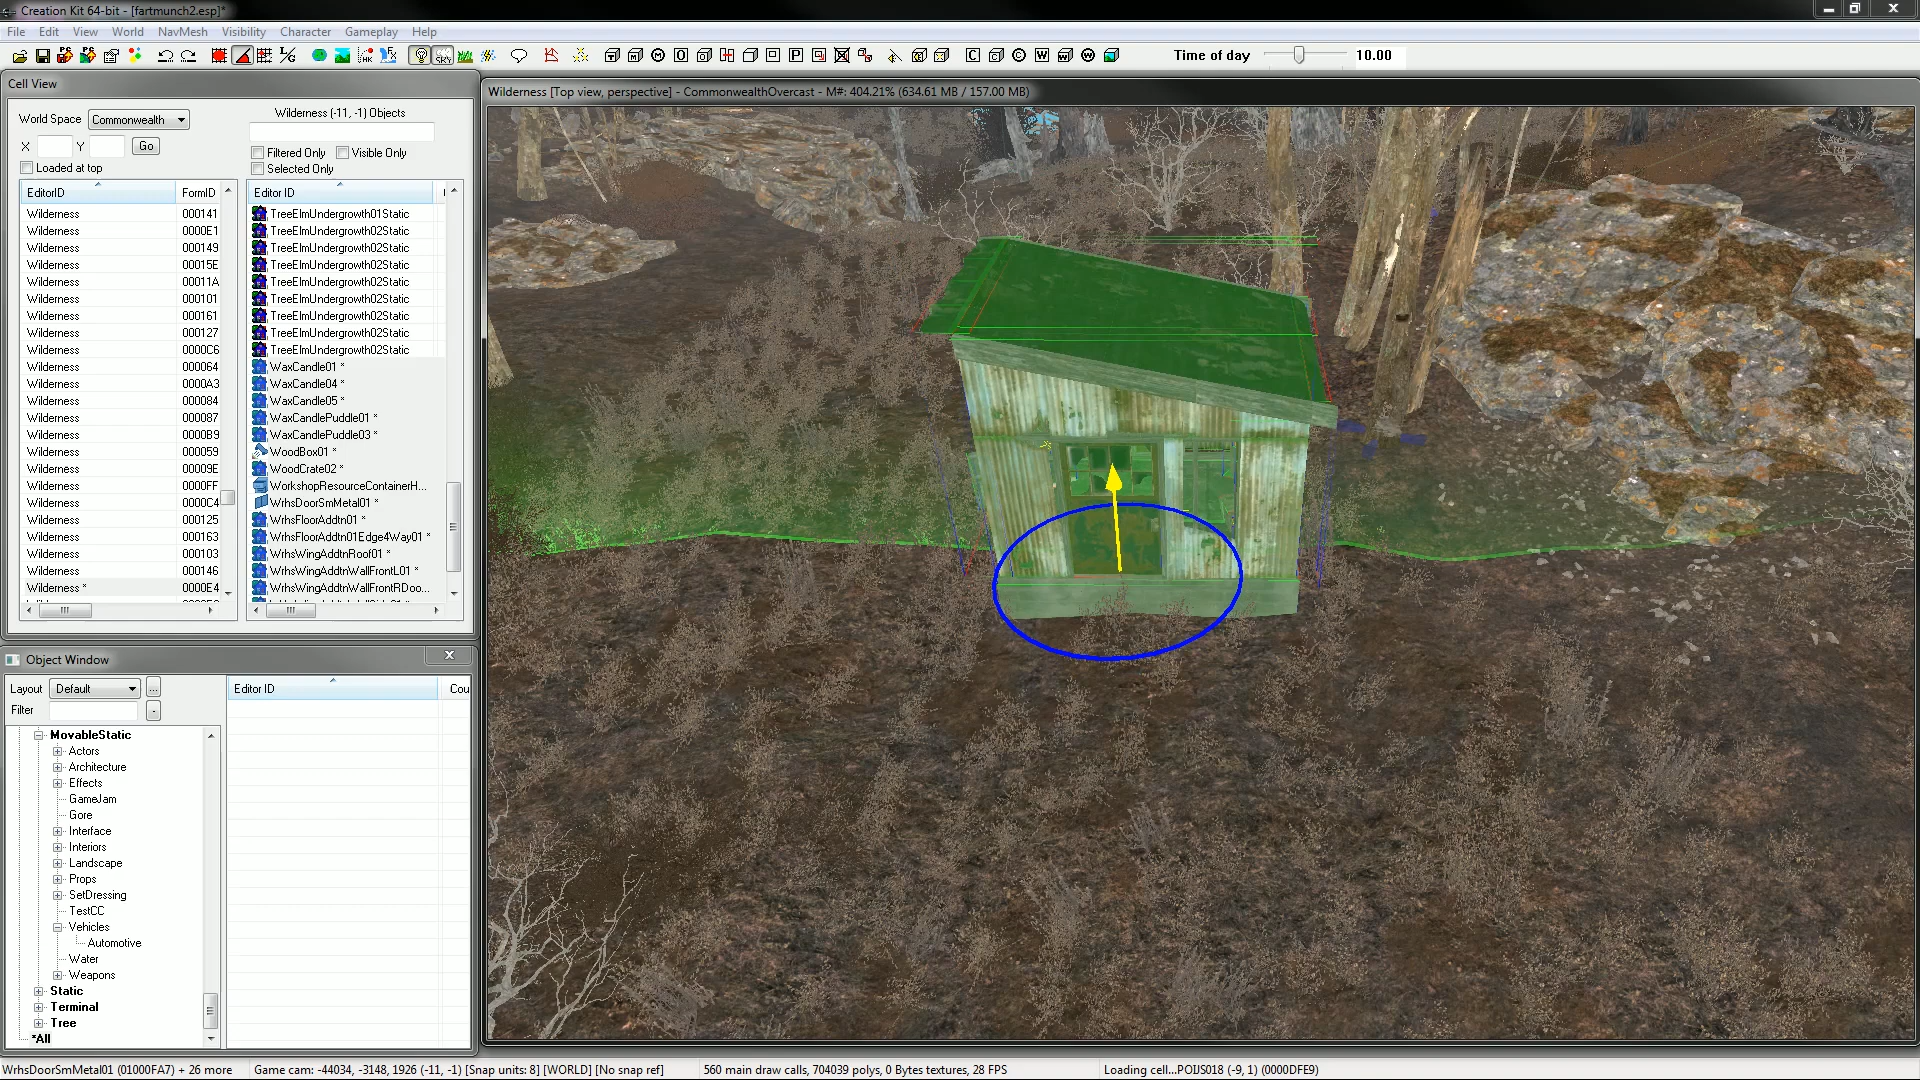 Creation Kit 64-bit - [fartmunch2.esp]*
File Edit View World NavMesh Visibility Character Gameplay Help
Time of day 10.00
Cell View
World Space Commonwealth
X Y Go
Loaded at top
Wilderness (-11, -1) Objects
Filtered Only Visible Only
Selected Only
EditorID FormID
Wilderness 000141
Wilderness 0000E1
Wilderness 000149
Wilderness 00015E
Wilderness 00011A
Wilderness 000101
Wilderness 000161
Wilderness 000127
Wilderness 0000C6
Wilderness 000064
Wilderness 0000A3
Wilderness 000084
Wilderness 000087
Wilderness 0000B9
Wilderness 000059
Wilderness 00009E
Wilderness 0000FF
Wilderness 0000C4
Wilderness 000125
Wilderness 000163
Wilderness 000103
Wilderness 000146
Wilderness * 0000E4
Editor ID
TreeElmUndergrowth01Static
TreeElmUndergrowth02Static
TreeElmUndergrowth02Static
TreeElmUndergrowth02Static
TreeElmUndergrowth02Static
TreeElmUndergrowth02Static
TreeElmUndergrowth02Static
TreeElmUndergrowth02Static
TreeElmUndergrowth02Static
WaxCandle01 *
WaxCandle04 *
WaxCandle05 *
WaxCandlePuddle01 *
WaxCandlePuddle03 *
WoodBox01 *
WoodCrate02 *
WorkshopResourceContainerH...
WrhsDoorSmMetal01 *
WrhsFloorAddtn01 *
WrhsFloorAddtn01Edge4Way01 *
WrhsWingAddtnRoof01 *
WrhsWingAddtnWallFrontL01 *
WrhsWingAddtnWallFrontRDoo...
Object Window
Layout Default ...
Filter
MovableStatic
Actors
Architecture
Effects
GameJam
Gore
Interface
Interiors
Landscape
Props
SetDressing
TestCC
Vehicles
Automotive
Water
Weapons
Static
Terminal
Tree
*All
Editor ID Cou
Wilderness [Top view, perspective] - CommonwealthOvercast - M#: 404.21% (634.61 MB / 157.00 MB)
WrhsDoorSmMetal01 (01000FA7) + 26 more Game cam: -44034, -3148, 1926 (-11, -1) [Snap units: 8] [WORLD] [No snap ref] 560 main draw calls, 704039 polys, 0 Bytes textures, 28 FPS Loading cell...POIJS018 (-9, 1) (0000DFE9)